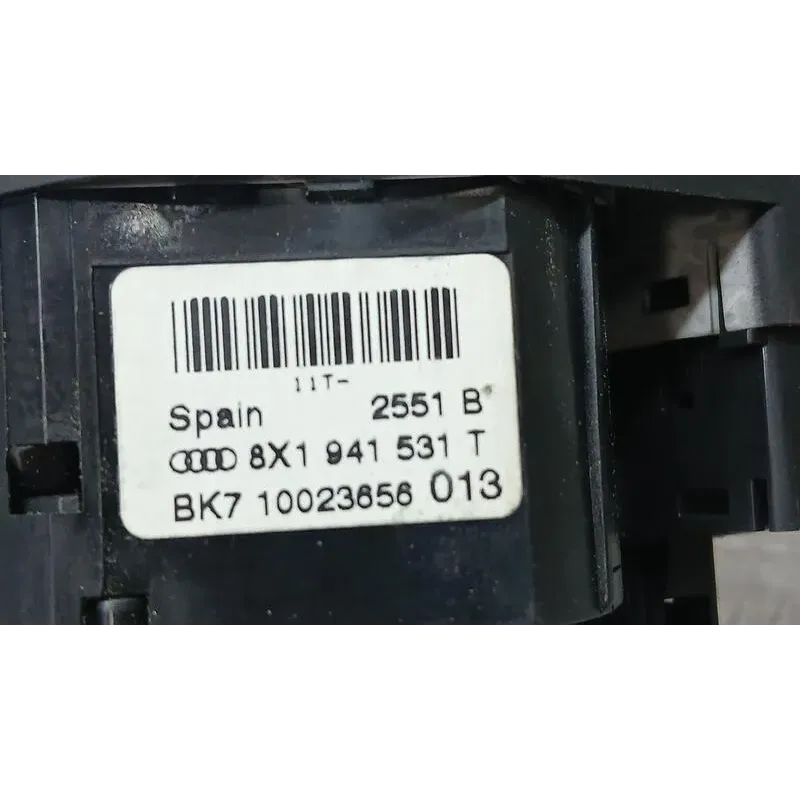 11T-
Spain 2551 B
8X1 941 531 T
BK7 10023656 013